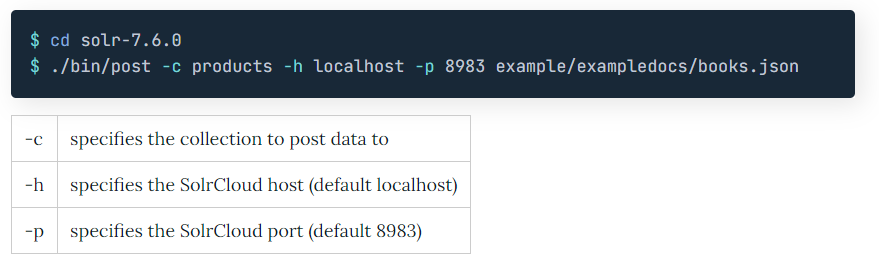 $ cd solr-7.6.0
$ ./bin/post -c products -h localhost -p 8983 example/exampledocs/books.json
-c specifies the collection to post data to
-h specifies the SolrCloud host (default localhost)
-p specifies the SolrCloud port (default 8983)